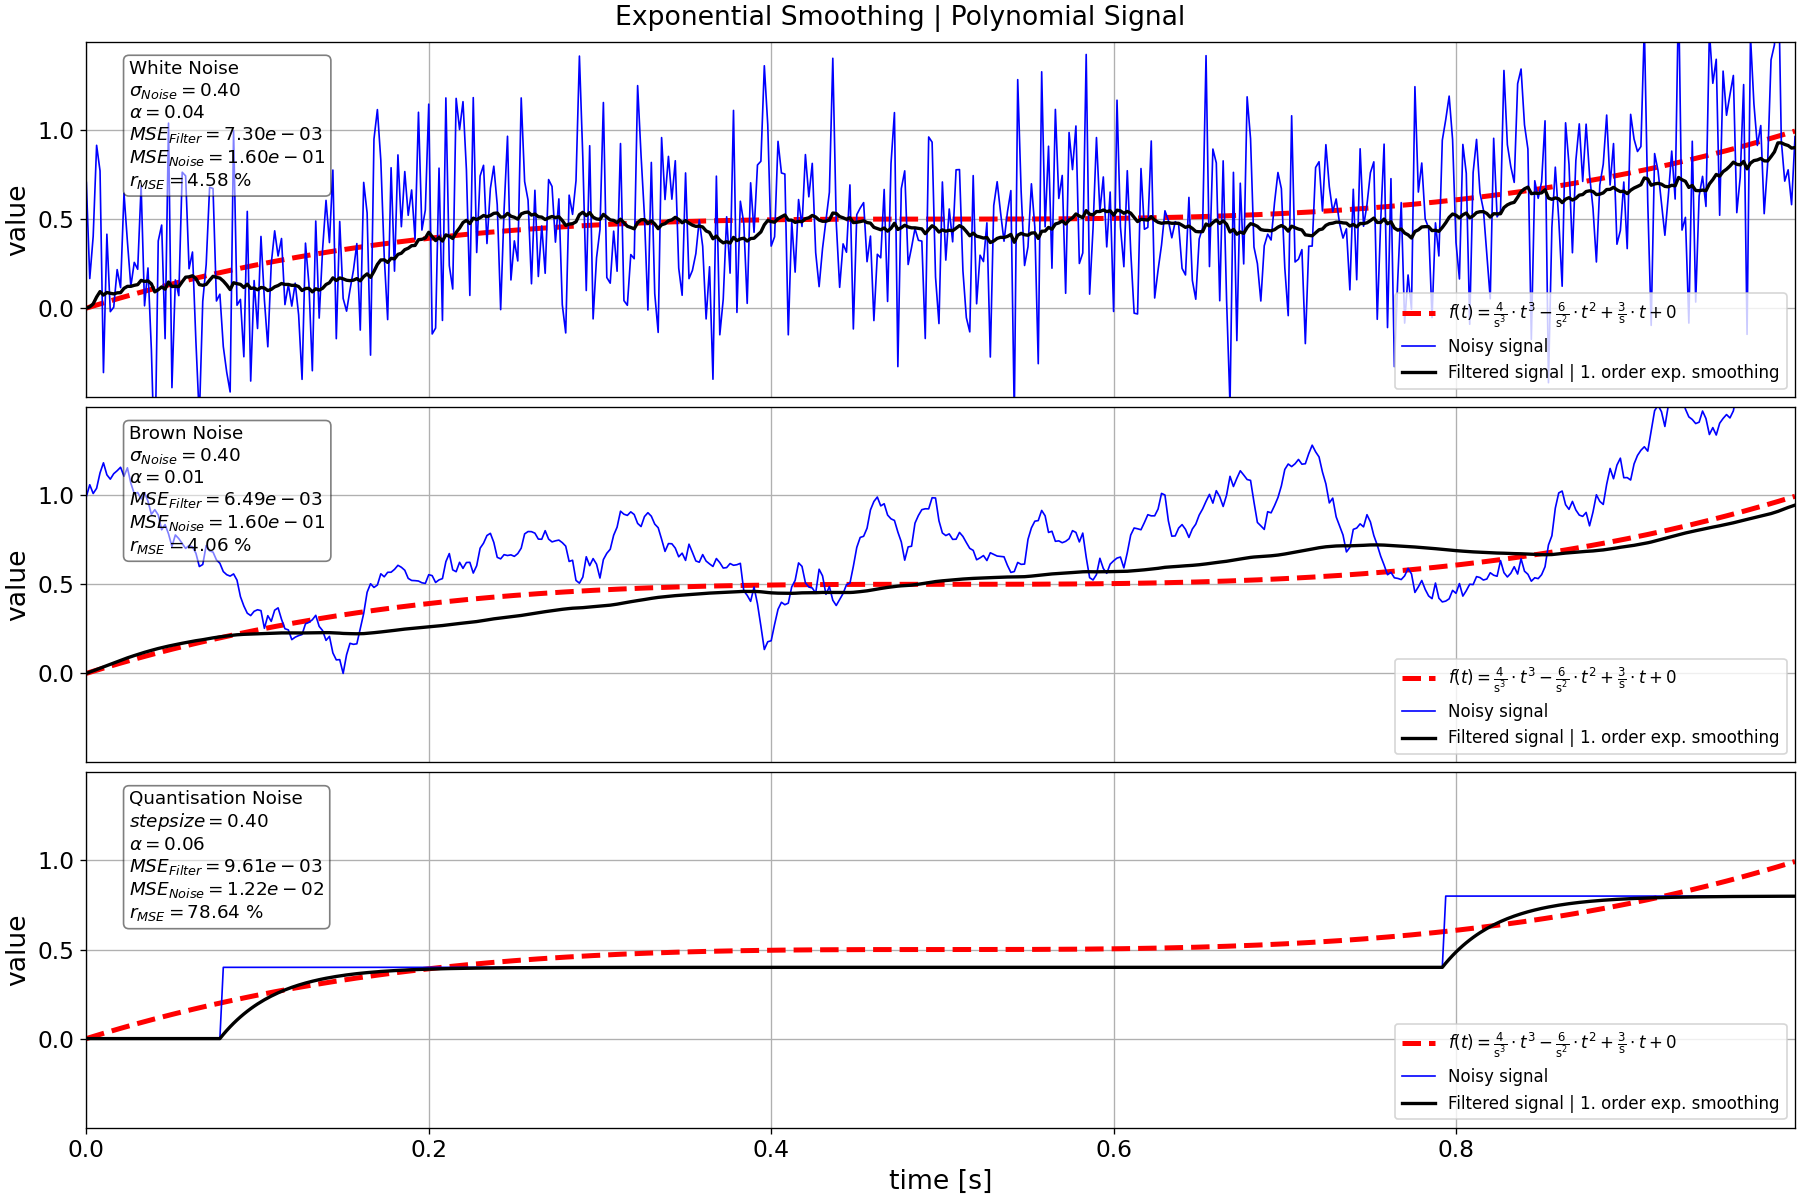 Exponential Smoothing | Polynomial Signal
value
1.0
0.5
0.0
White Noise
σ_Noise = 0.40
α = 0.04
MSE_Filter = 7.30e − 03
MSE_Noise = 1.60e − 01
r_MSE = 4.58 %
f(t) = 4/s³ · t³ − 6/s² · t² + 3/s · t + 0
Noisy signal
Filtered signal | 1. order exp. smoothing
value
1.0
0.5
0.0
Brown Noise
σ_Noise = 0.40
α = 0.01
MSE_Filter = 6.49e − 03
MSE_Noise = 1.60e − 01
r_MSE = 4.06 %
f(t) = 4/s³ · t³ − 6/s² · t² + 3/s · t + 0
Noisy signal
Filtered signal | 1. order exp. smoothing
value
1.0
0.5
0.0
Quantisation Noise
stepsize = 0.40
α = 0.06
MSE_Filter = 9.61e − 03
MSE_Noise = 1.22e − 02
r_MSE = 78.64 %
f(t) = 4/s³ · t³ − 6/s² · t² + 3/s · t + 0
Noisy signal
Filtered signal | 1. order exp. smoothing
0.0 0.2 0.4 0.6 0.8
time [s]